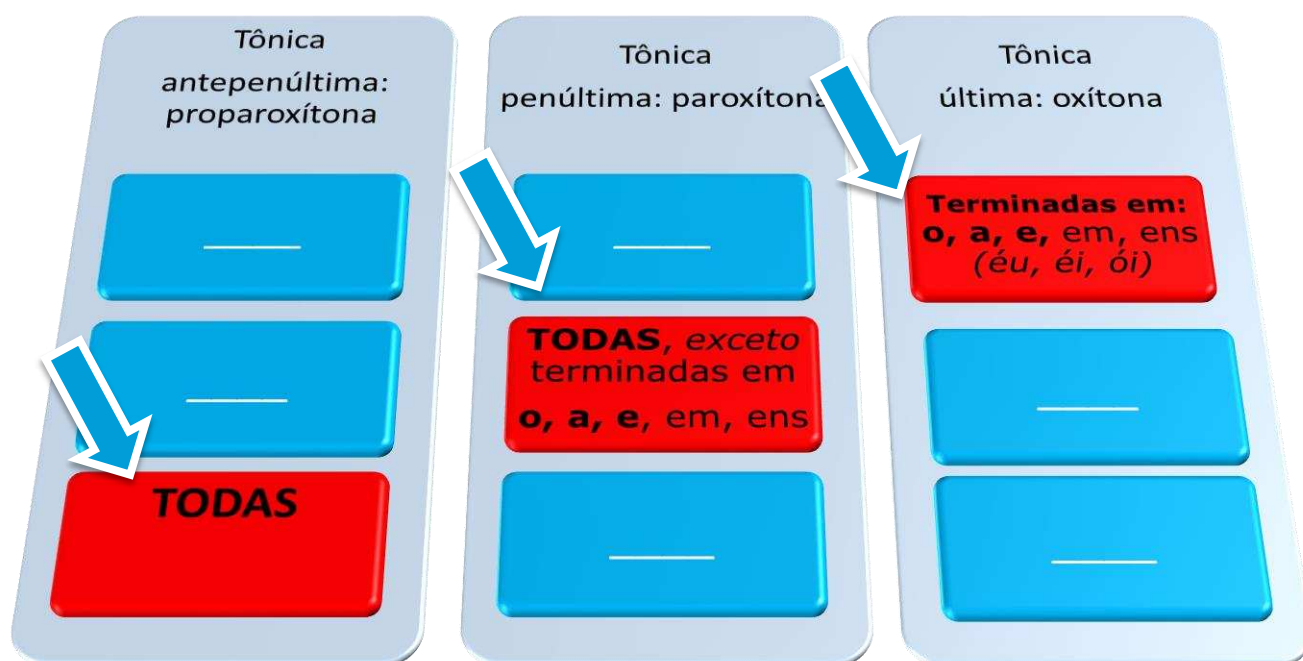 Tônica
antepenúltima:
proparoxítona
TODAS
Tônica
penúltima: paroxítona
TODAS, exceto
terminadas em
o, a, e, em, ens
Tônica
última: oxítona
Terminadas em:
o, a, e, em, ens
(éu, éi, ói)